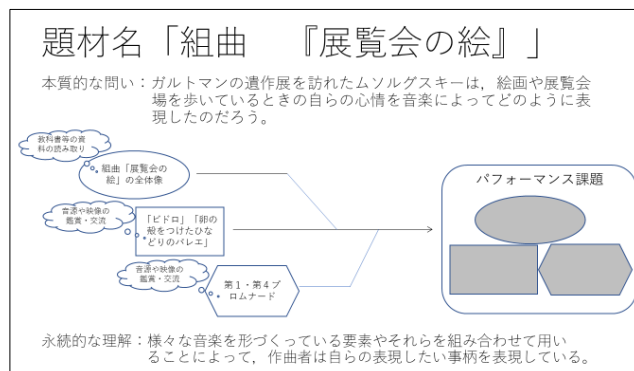 題材名「組曲　『展覧会の絵』」
本質的な問い：ガルトマンの遺作展を訪れたムソルグスキーは，絵画や展覧会
場を歩いているときの自らの心情を音楽によってどのように表
現したのだろう。
教科書等の資
料の読み取り
組曲「展覧会の
絵」の全体像
音源や映像の
鑑賞・交流
「ビドロ」「卵の
殻をつけたひな
どりのバレエ」
音源や映像の
鑑賞・交流
第１・第４プ
ロムナード
パフォーマンス課題
永続的な理解：様々な音楽を形づくっている要素やそれらを組み合わせて用い
ることによって，作曲者は自らの表現したい事柄を表現している。